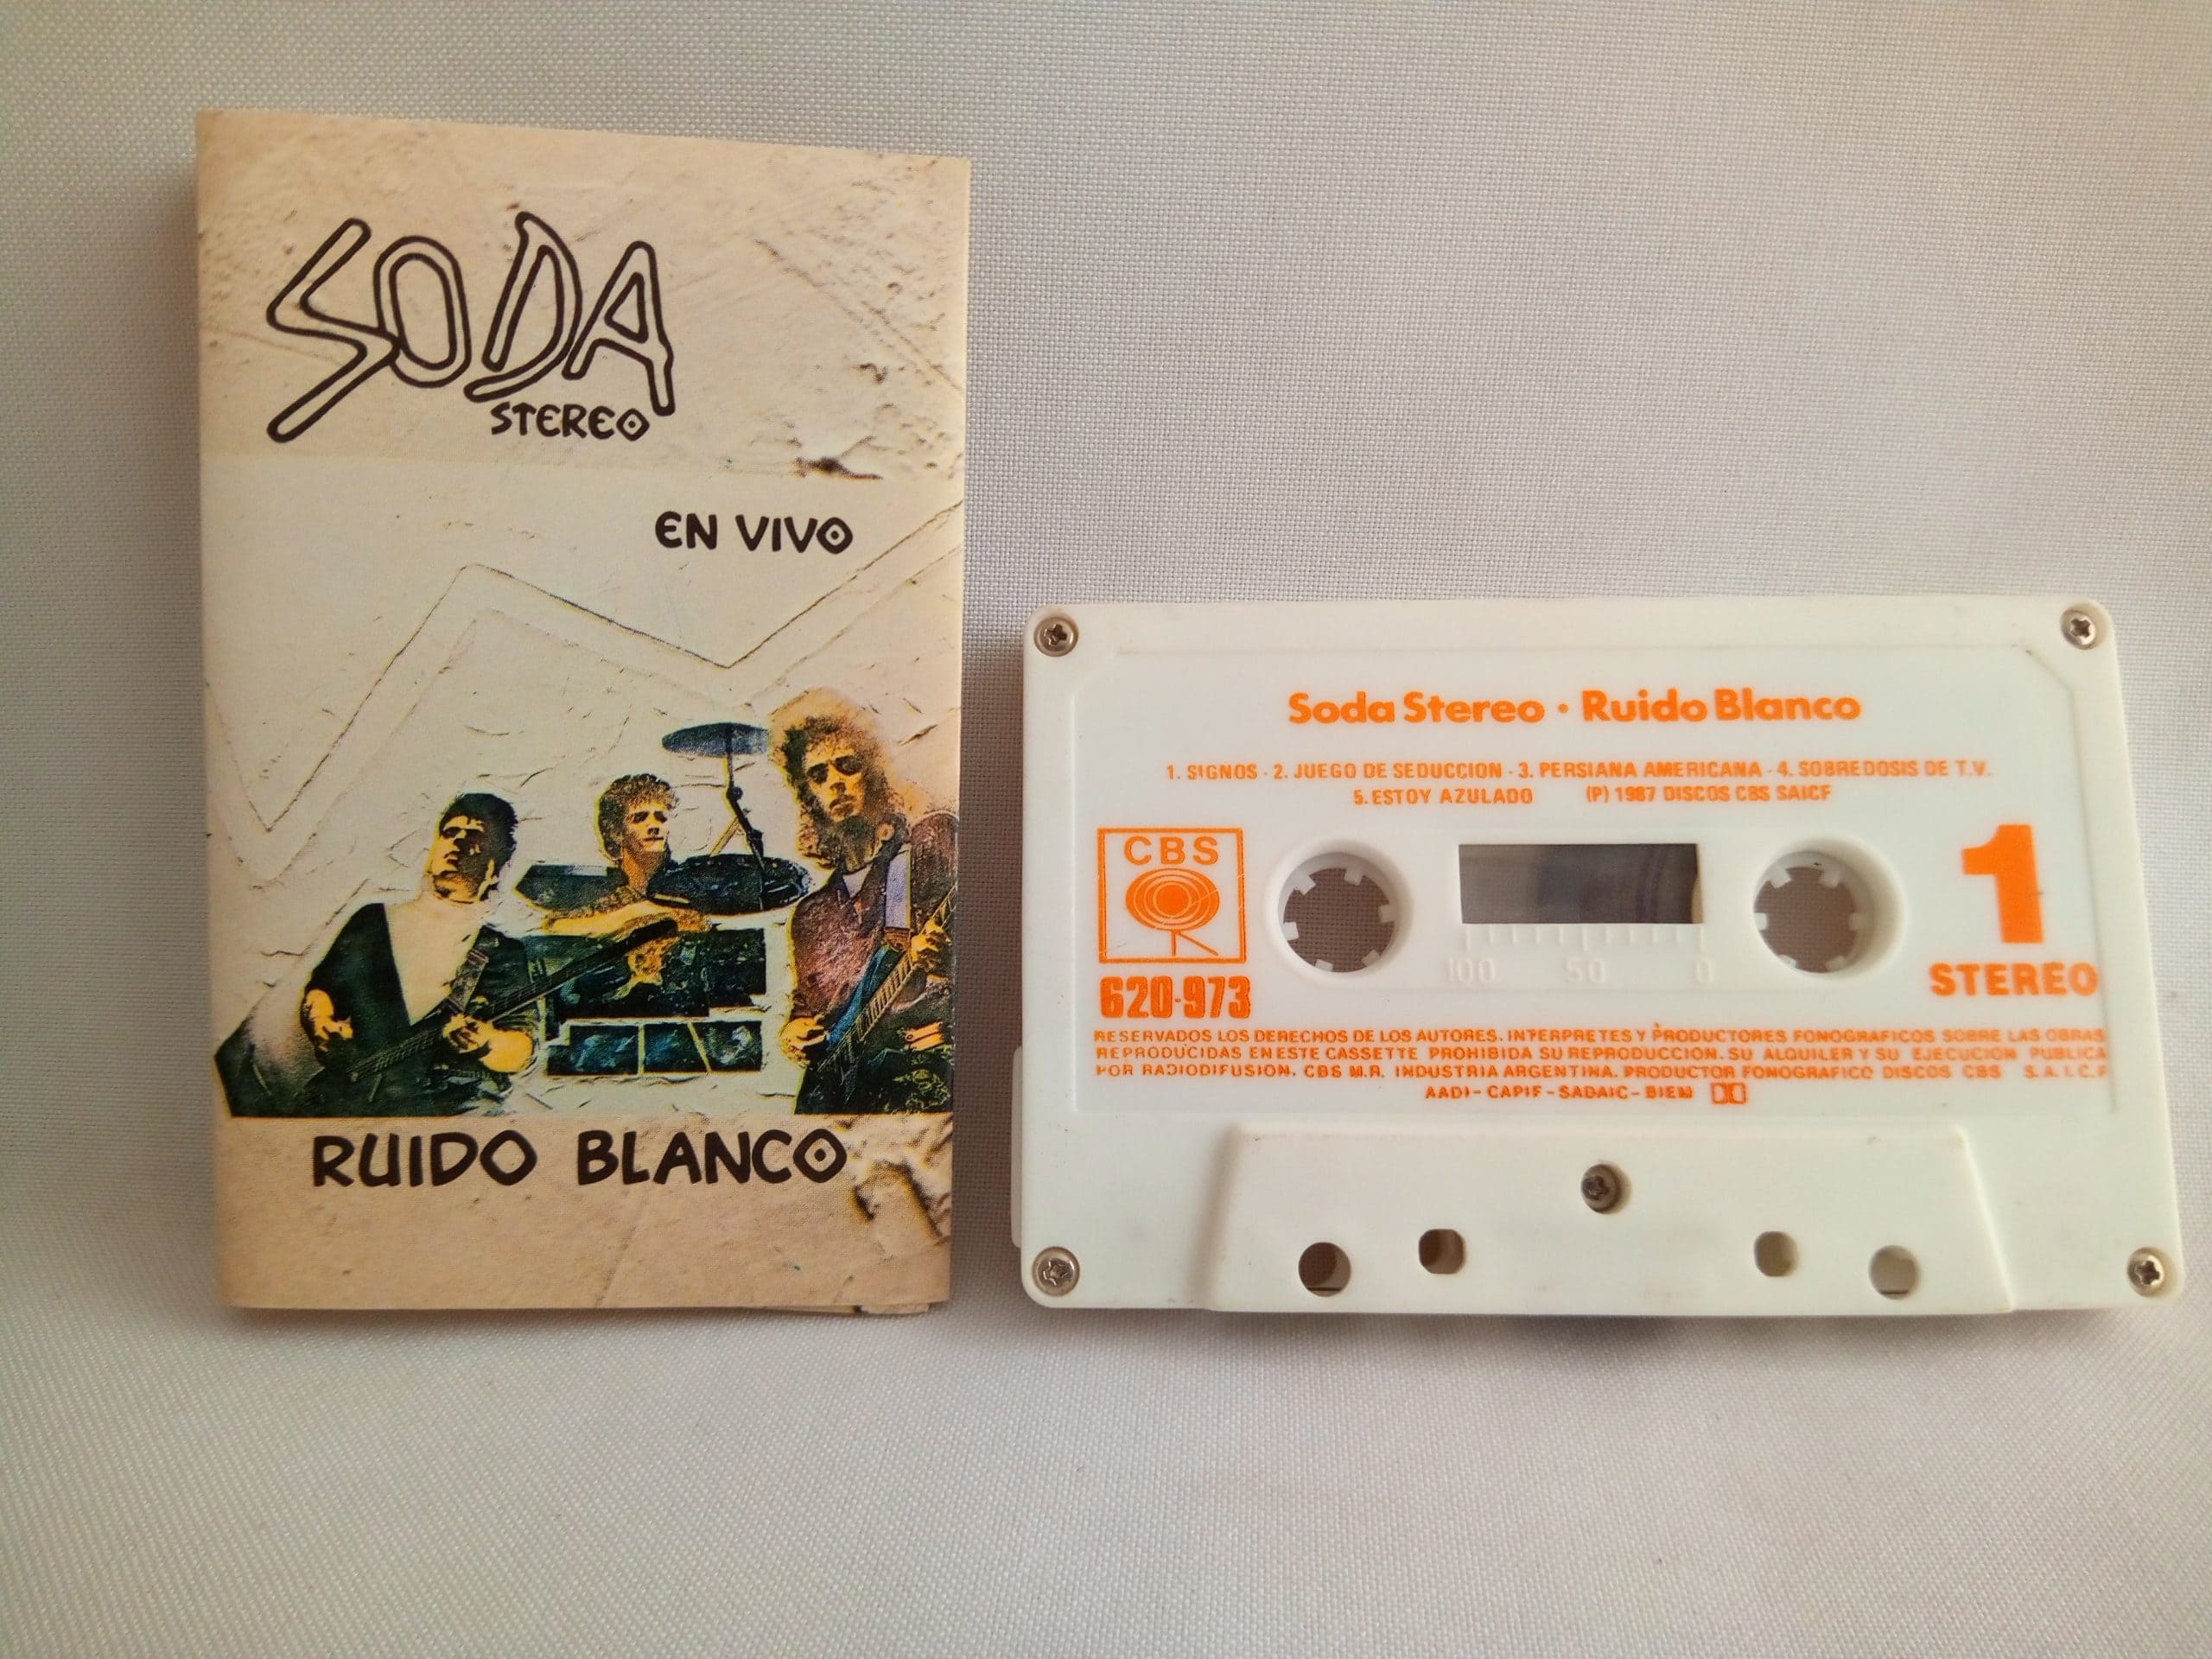 SODA
STEREO
EN VIVO
RUIDO BLANCO
Soda Stereo · Ruido Blanco
1. SIGNOS - 2. JUEGO DE SEDUCCION - 3. PERSIANA AMERICANA - 4. SOBREDOSIS DE T.V.
5. ESTOY AZULADO (P) 1987 DISCOS CBS SAICF
CBS
620-973
100 50 0
1
STEREO
RESERVADOS LOS DERECHOS DE LOS AUTORES. INTERPRETES Y PRODUCTORES FONOGRAFICOS SOBRE LAS OBRAS
REPRODUCIDAS EN ESTE CASSETTE PROHIBIDA SU REPRODUCCION. SU ALQUILER Y SU EJECUCION PUBLICA
POR RADIODIFUSION. CBS M.R. INDUSTRIA ARGENTINA. PRODUCTOR FONOGRAFICO DISCOS CBS S.A.I.C.F
AADI - CAPIF - SADAIC - BIEM